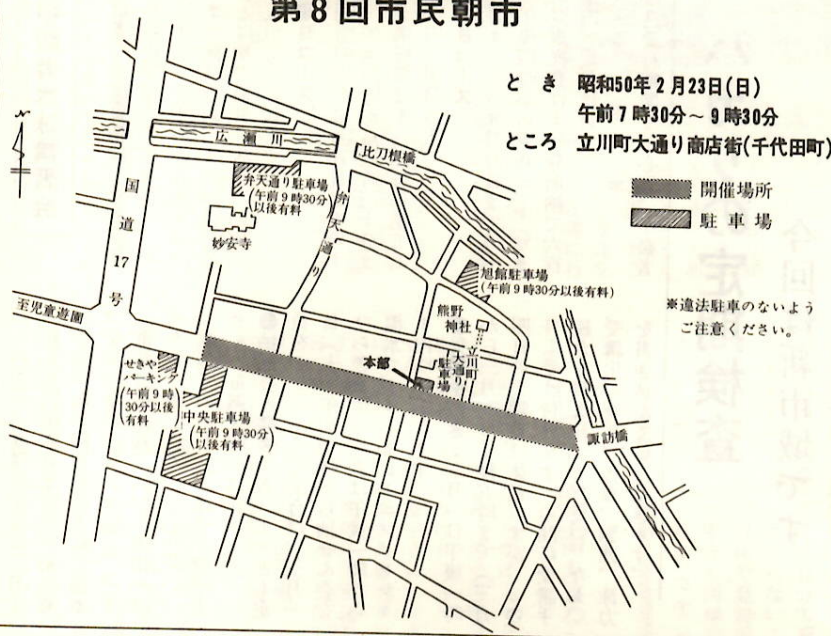 第8回市民朝市
とき 昭和50年2月23日(日)
午前7時30分～9時30分
ところ 立川町大通り商店街(千代田町)
開催場所
駐車場
※違法駐車のないよう
ご注意ください。
N
広瀬川
比刀根橋
国道17号
弁天通り駐車場
(午前9時30分
以後有料)
弁天通り
妙安寺
旭館駐車場
(午前9時30分以後有料)
至児童遊園
熊野
神社
立川町
大通り
駐車場
本部
せきや
パーキング
(午前9時
30分以後
有料)
中央駐車場
(午前9時30分
以後有料)
諏訪橋